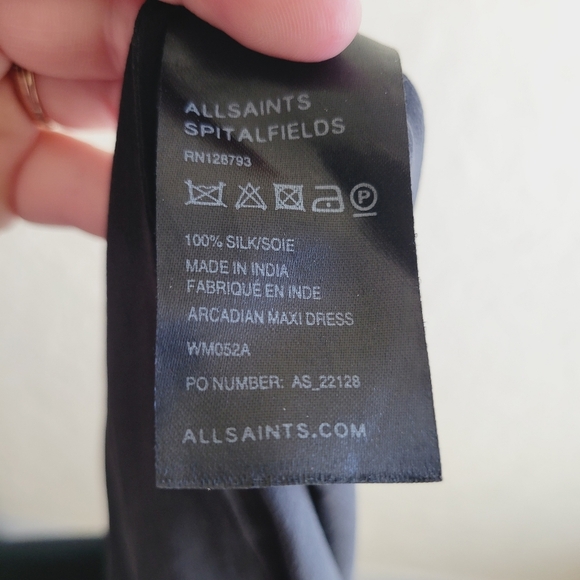 ALLSAINTS
SPITALFIELDS
RN128793
P
100% SILK/SOIE
MADE IN INDIA
FABRIQUÉ EN INDE
ARCADIAN MAXI DRESS
WM052A
PO NUMBER: AS_22128
ALLSAINTS.COM